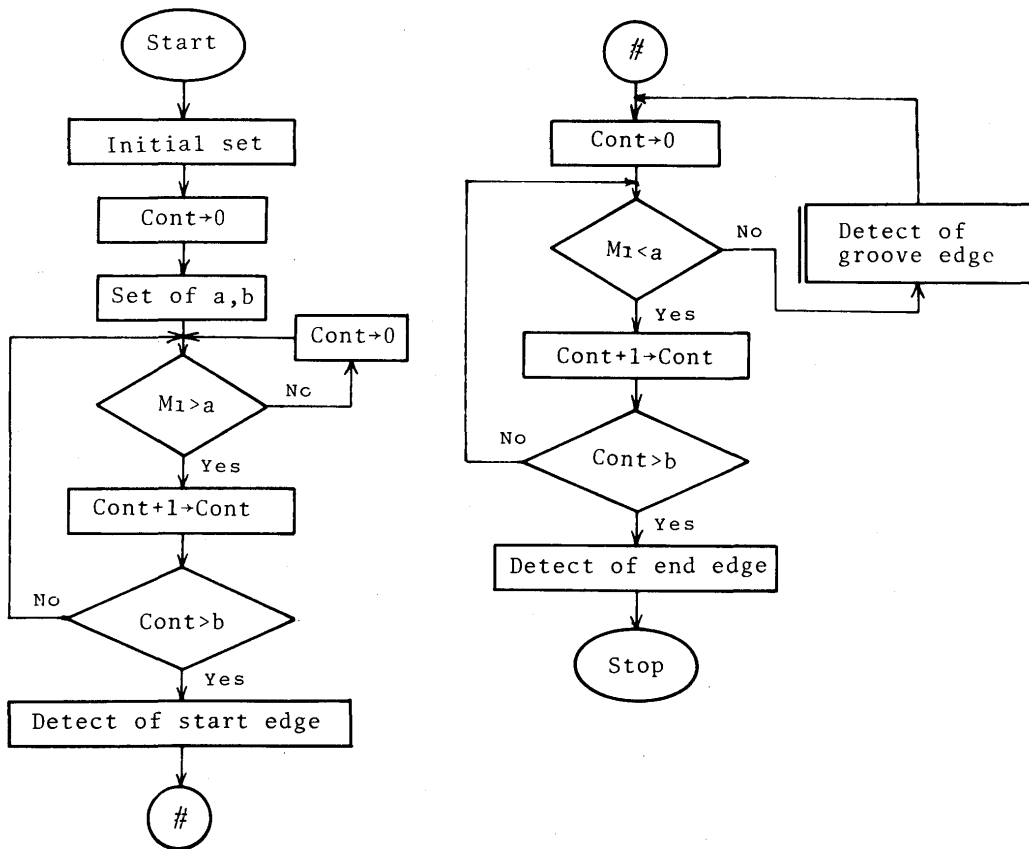 Start
Initial set
Cont→0
Set of a,b
Cont→0
M1>a
No
Yes
Cont+1→Cont
Cont>b
No
Yes
Detect of start edge
#
#
Cont→0
M1<a
No
Detect of
groove edge
Yes
Cont+1→Cont
Cont>b
No
Yes
Detect of end edge
Stop